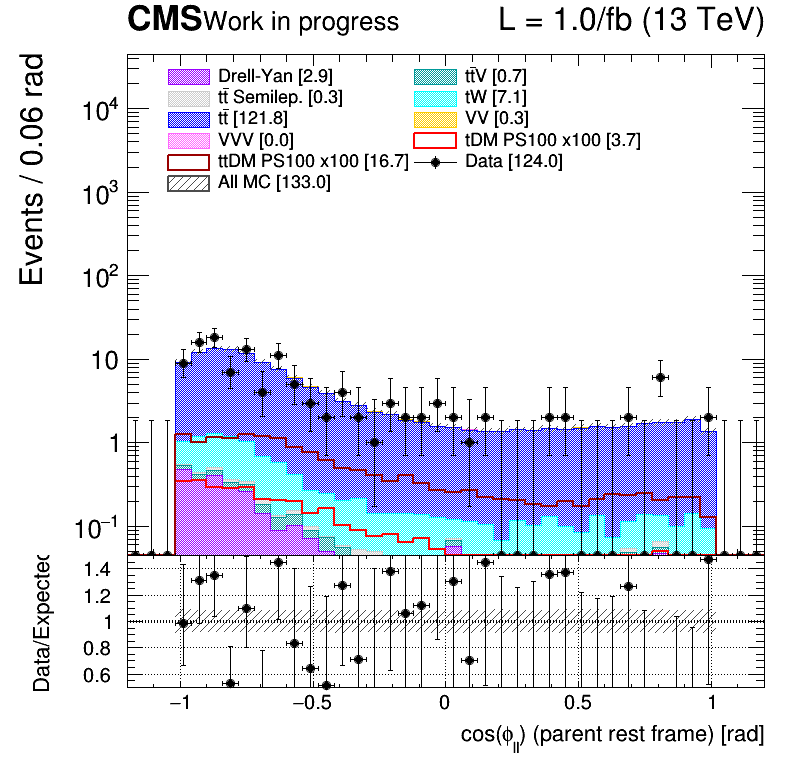 CMS Work in progress L = 1.0/fb (13 TeV)
Events / 0.06 rad
Drell-Yan [2.9] tt̄V [0.7]
tt̄ Semilep. [0.3] tW [7.1]
tt̄ [121.8] VV [0.3]
VVV [0.0] tDM PS100 x100 [3.7]
ttDM PS100 x100 [16.7] Data [124.0]
All MC [133.0]
10⁴
10³
10²
10
1
10⁻¹
Data/Expected
1.4
1.2
1
0.8
0.6
−1 −0.5 0 0.5 1
cos(ϕ_ll) (parent rest frame) [rad]